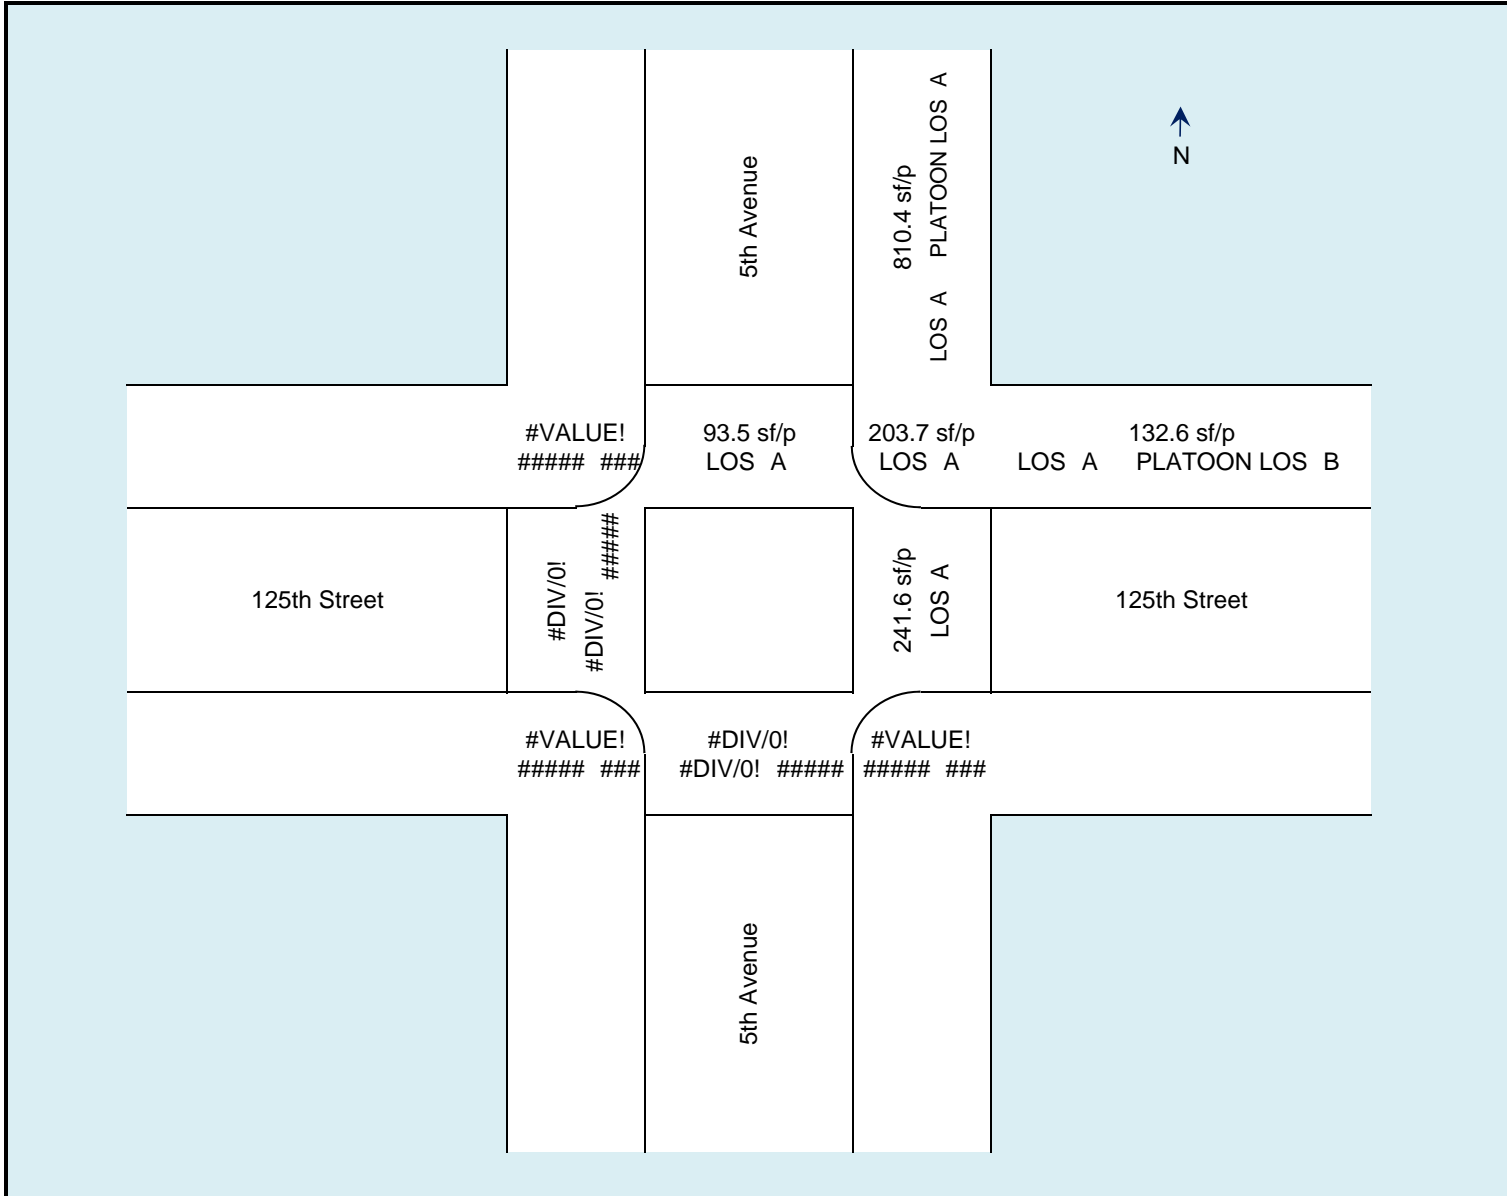 N
5th Avenue
810.4 sf/p
LOS A PLATOON LOS A
#VALUE!
##### ###
93.5 sf/p
LOS A
203.7 sf/p
LOS A
132.6 sf/p
LOS A PLATOON LOS B
125th Street
#DIV/0!
#DIV/0! #####
241.6 sf/p
LOS A
125th Street
#VALUE!
##### ###
#DIV/0!
#DIV/0! #####
#VALUE!
##### ###
5th Avenue